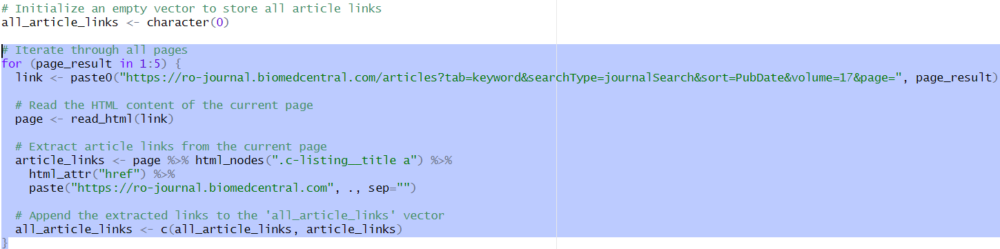 # Initialize an empty vector to store all article links
all_article_links <- character(0)
# Iterate through all pages
for (page_result in 1:5) {
link <- paste0("https://ro-journal.biomedcentral.com/articles?tab=keyword&searchType=journalSearch&sort=PubDate&volume=17&page=", page_result)
# Read the HTML content of the current page
page <- read_html(link)
# Extract article links from the current page
article_links <- page %>% html_nodes(".c-listing__title a") %>%
html_attr("href") %>%
paste("https://ro-journal.biomedcentral.com", ., sep="")
# Append the extracted links to the 'all_article_links' vector
all_article_links <- c(all_article_links, article_links)
}